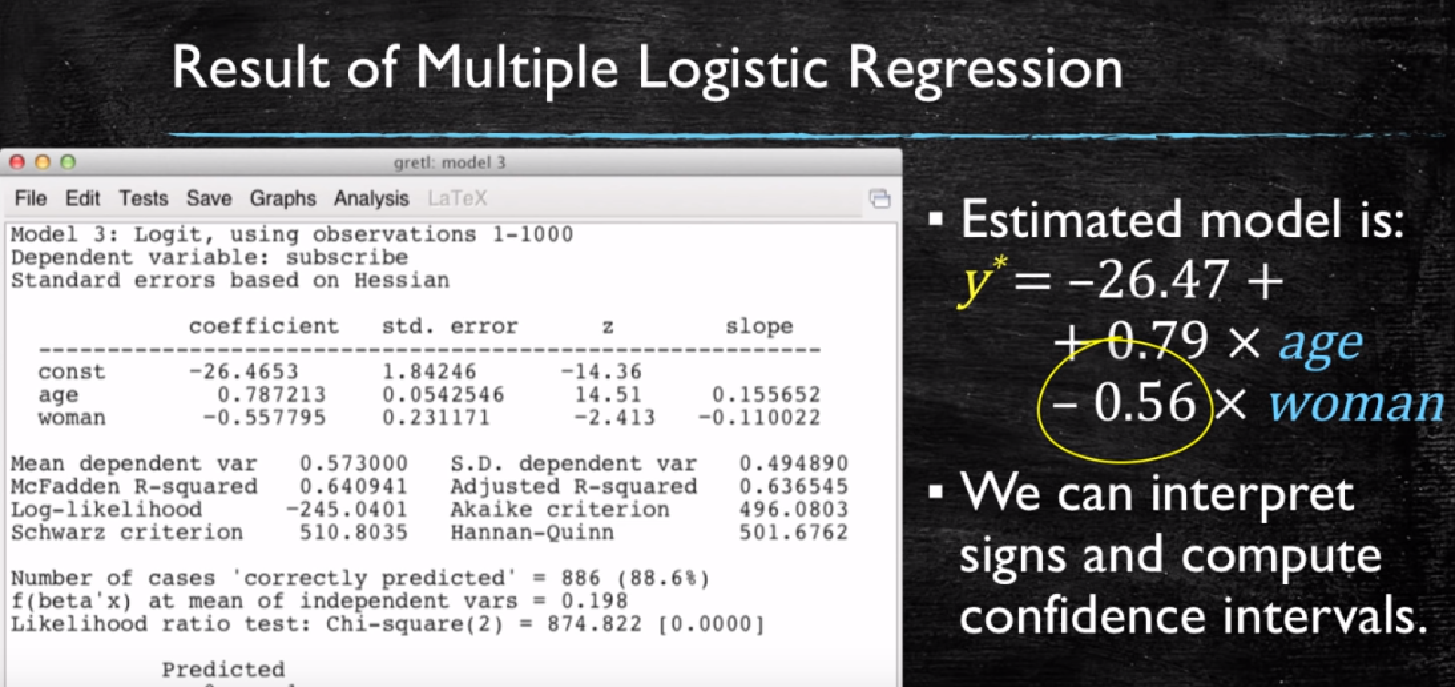 Result of Multiple Logistic Regression
gretl: model 3
File Edit Tests Save Graphs Analysis LaTeX
Model 3: Logit, using observations 1-1000
Dependent variable: subscribe
Standard errors based on Hessian
coefficient std. error z slope
---------------------------------------------------------------
const -26.4653 1.84246 -14.36
age 0.787213 0.0542546 14.51 0.155652
woman -0.557795 0.231171 -2.413 -0.110022
Mean dependent var 0.573000 S.D. dependent var 0.494890
McFadden R-squared 0.640941 Adjusted R-squared 0.636545
Log-likelihood -245.0401 Akaike criterion 496.0803
Schwarz criterion 510.8035 Hannan-Quinn 501.6762
Number of cases 'correctly predicted' = 886 (88.6%)
f(beta'x) at mean of independent vars = 0.198
Likelihood ratio test: Chi-square(2) = 874.822 [0.0000]
Predicted
▪ Estimated model is:
y* = −26.47 +
+ 0.79 × age
− 0.56 × woman
▪ We can interpret
signs and compute
confidence intervals.